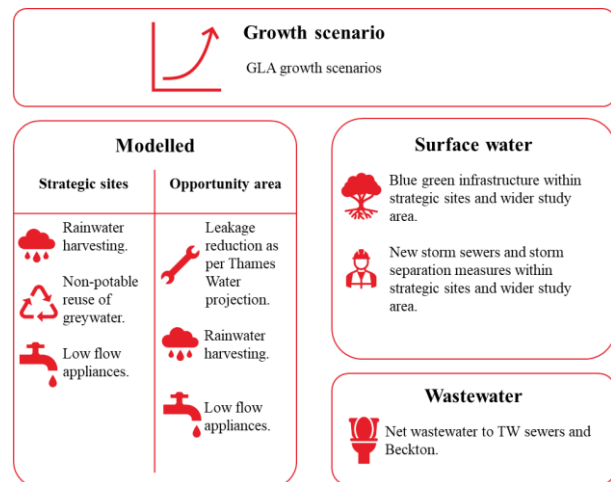 Growth scenario
GLA growth scenarios
Modelled
Strategic sites
Rainwater
harvesting.
Non-potable
reuse of
greywater.
Low flow
appliances.
Opportunity area
Leakage
reduction as
per Thames
Water
projection.
Rainwater
harvesting.
Low flow
appliances.
Surface water
Blue green infrastructure within
strategic sites and wider study
area.
New storm sewers and storm
separation measures within
strategic sites and wider study
area.
Wastewater
Net wastewater to TW sewers and
Beckton.